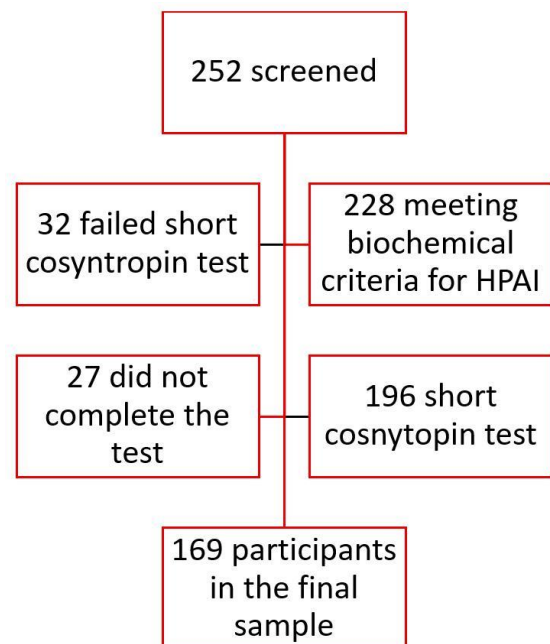 252 screened
32 failed short
cosyntropin test
228 meeting
biochemical
criteria for HPAI
27 did not
complete the
test
196 short
cosnytopin test
169 participants
in the final
sample